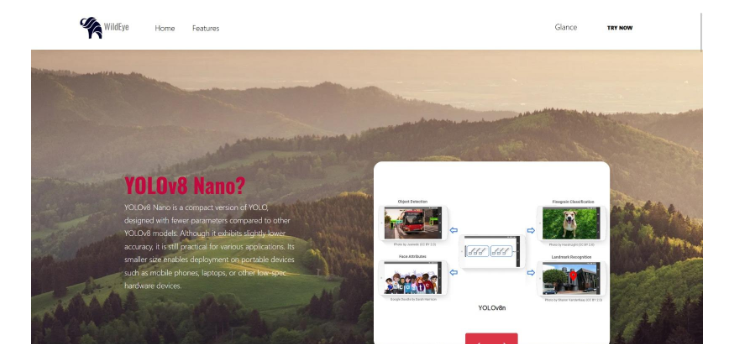 WildEye
Home
Features
Glance
TRY NOW
YOLOv8 Nano?
YOLOv8 Nano is a compact version of YOLO,
designed with fewer parameters compared to other
YOLOv8 models. Although it exhibits slightly lower
accuracy, it is still practical for various applications. Its
smaller size enables deployment on portable devices
such as mobile phones, laptops, or other low-spec
hardware devices.
Object Detection
Finegrain Classification
Face Attributes
Landmark Recognition
YOLOv8n